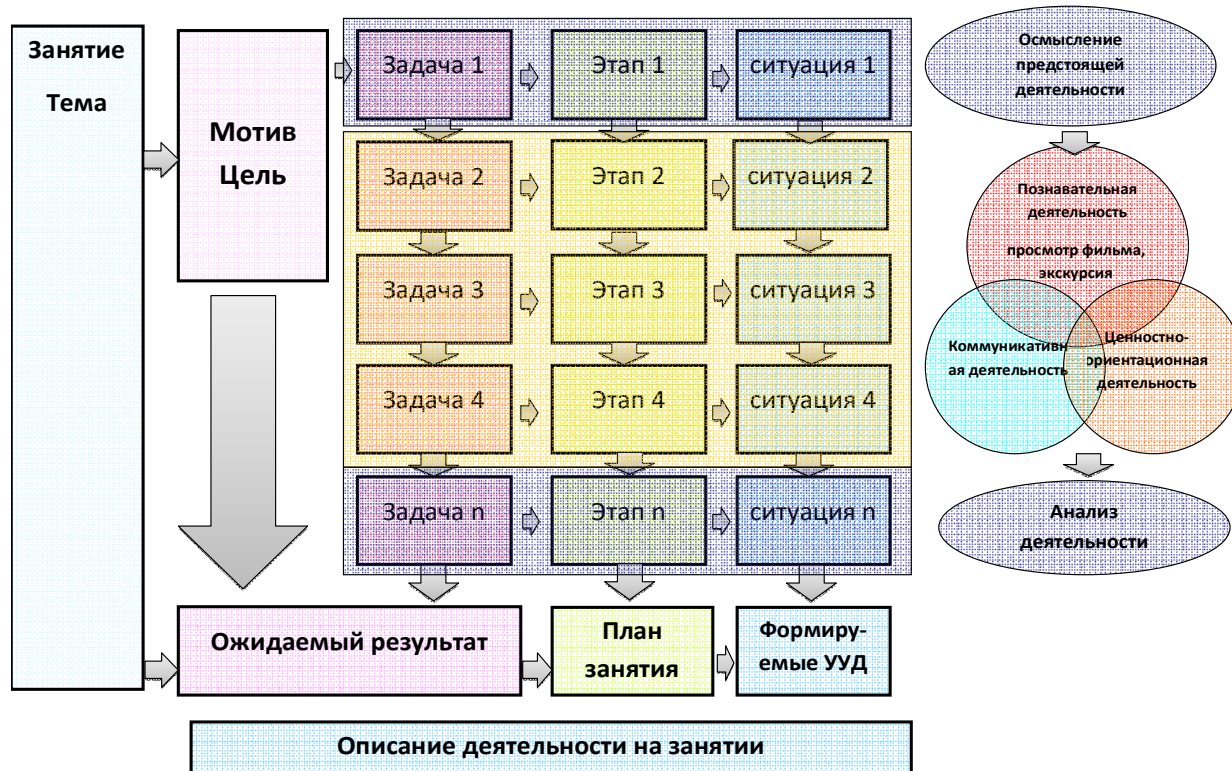 Занятие
Тема
Мотив
Цель
Задача 1
Этап 1
ситуация 1
Задача 2
Этап 2
ситуация 2
Задача 3
Этап 3
ситуация 3
Задача 4
Этап 4
ситуация 4
Задача n
Этап n
ситуация n
Ожидаемый результат
План
занятия
Формиру-
емые УУД
Описание деятельности на занятии
Осмысление
предстоящей
деятельности
Познавательная
деятельность
просмотр фильма,
экскурсия
Коммуникативн
ая деятельность
Ценностно-
ориентационная
деятельность
Анализ
деятельности